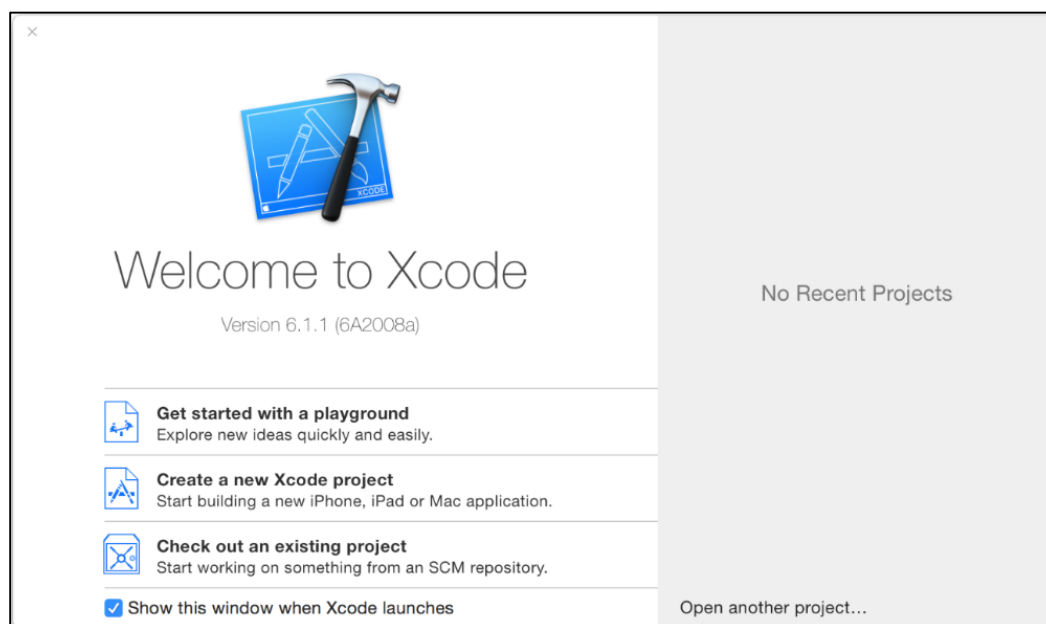 XCODE
Welcome to Xcode
Version 6.1.1 (6A2008a)
Get started with a playground
Explore new ideas quickly and easily.
Create a new Xcode project
Start building a new iPhone, iPad or Mac application.
Check out an existing project
Start working on something from an SCM repository.
Show this window when Xcode launches
No Recent Projects
Open another project...